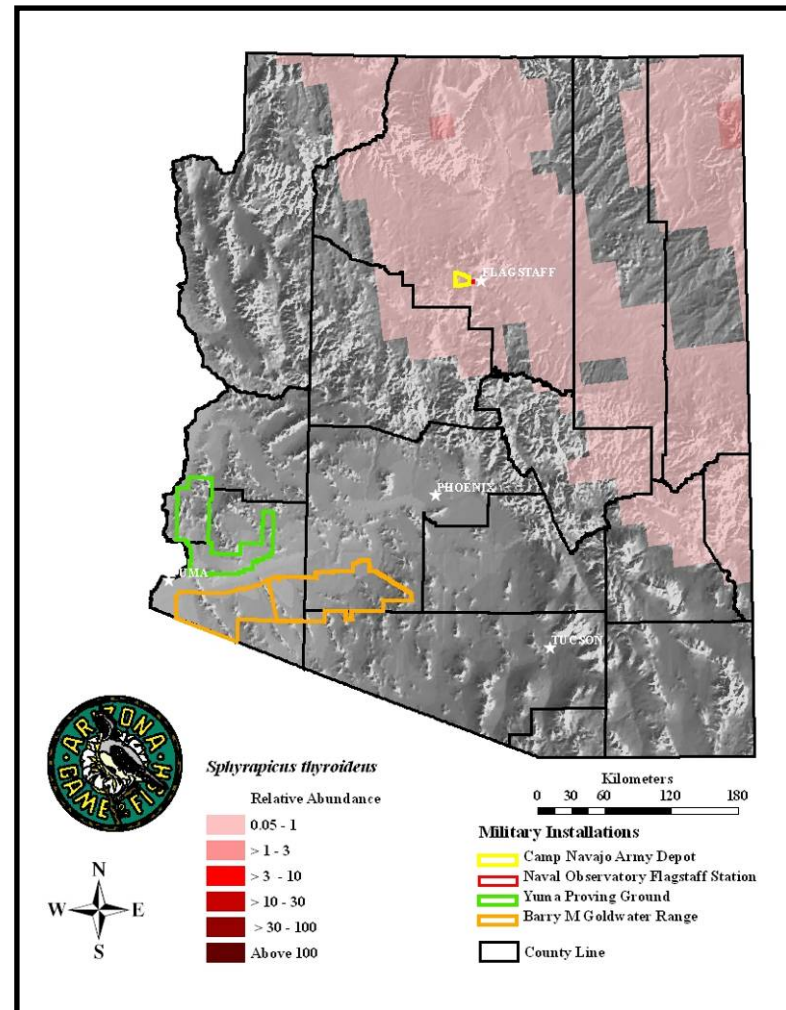 FLAGSTAFF
PHOENIX
YUMA
TUCSON
ARIZONA
GAME & FISH
Sphyrapicus thyroidens
Relative Abundance
0.05 - 1
> 1 - 3
> 3 - 10
> 10 - 30
> 30 - 100
Above 100
N
W E
S
Kilometers
0 30 60 120 180
Military Installations
Camp Navajo Army Depot
Naval Observatory Flagstaff Station
Yuma Proving Ground
Barry M Goldwater Range
County Line